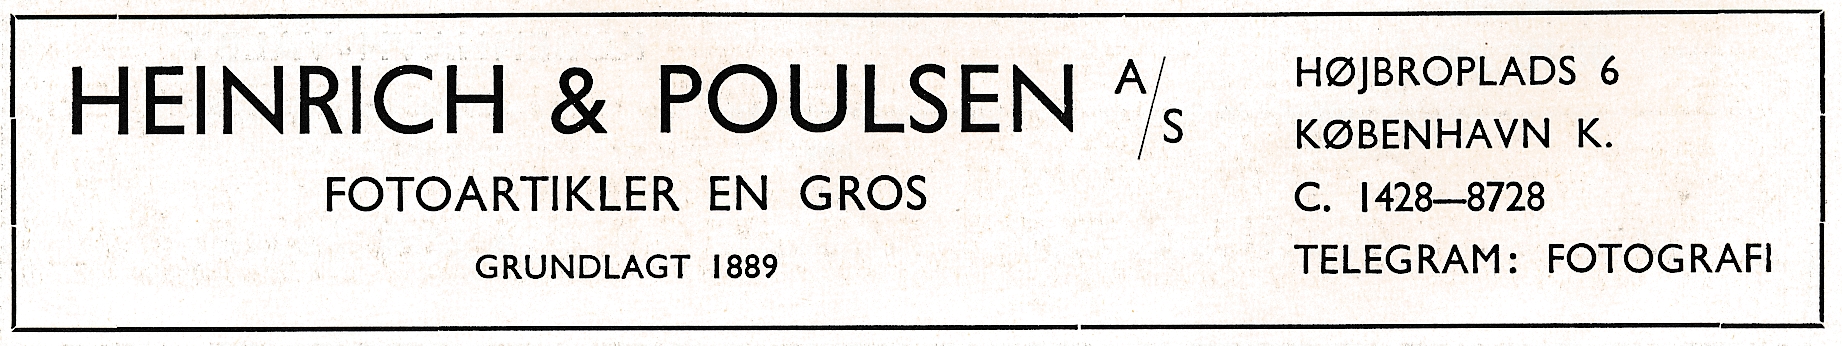 HEINRICH & POULSEN A/S
FOTOARTIKLER EN GROS
GRUNDLAGT 1889
HØJBROPLADS 6
KØBENHAVN K.
C. 1428—8728
TELEGRAM: FOTOGRAFI